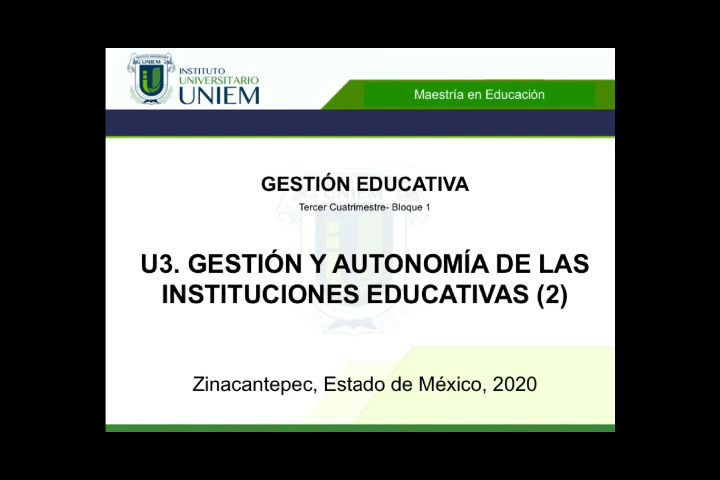 UNIEM
INSTITUTO
UNIVERSITARIO
UNIEM
Maestría en Educación
GESTIÓN EDUCATIVA
Tercer Cuatrimestre- Bloque 1
U3. GESTIÓN Y AUTONOMÍA DE LAS
INSTITUCIONES EDUCATIVAS (2)
Zinacantepec, Estado de México, 2020